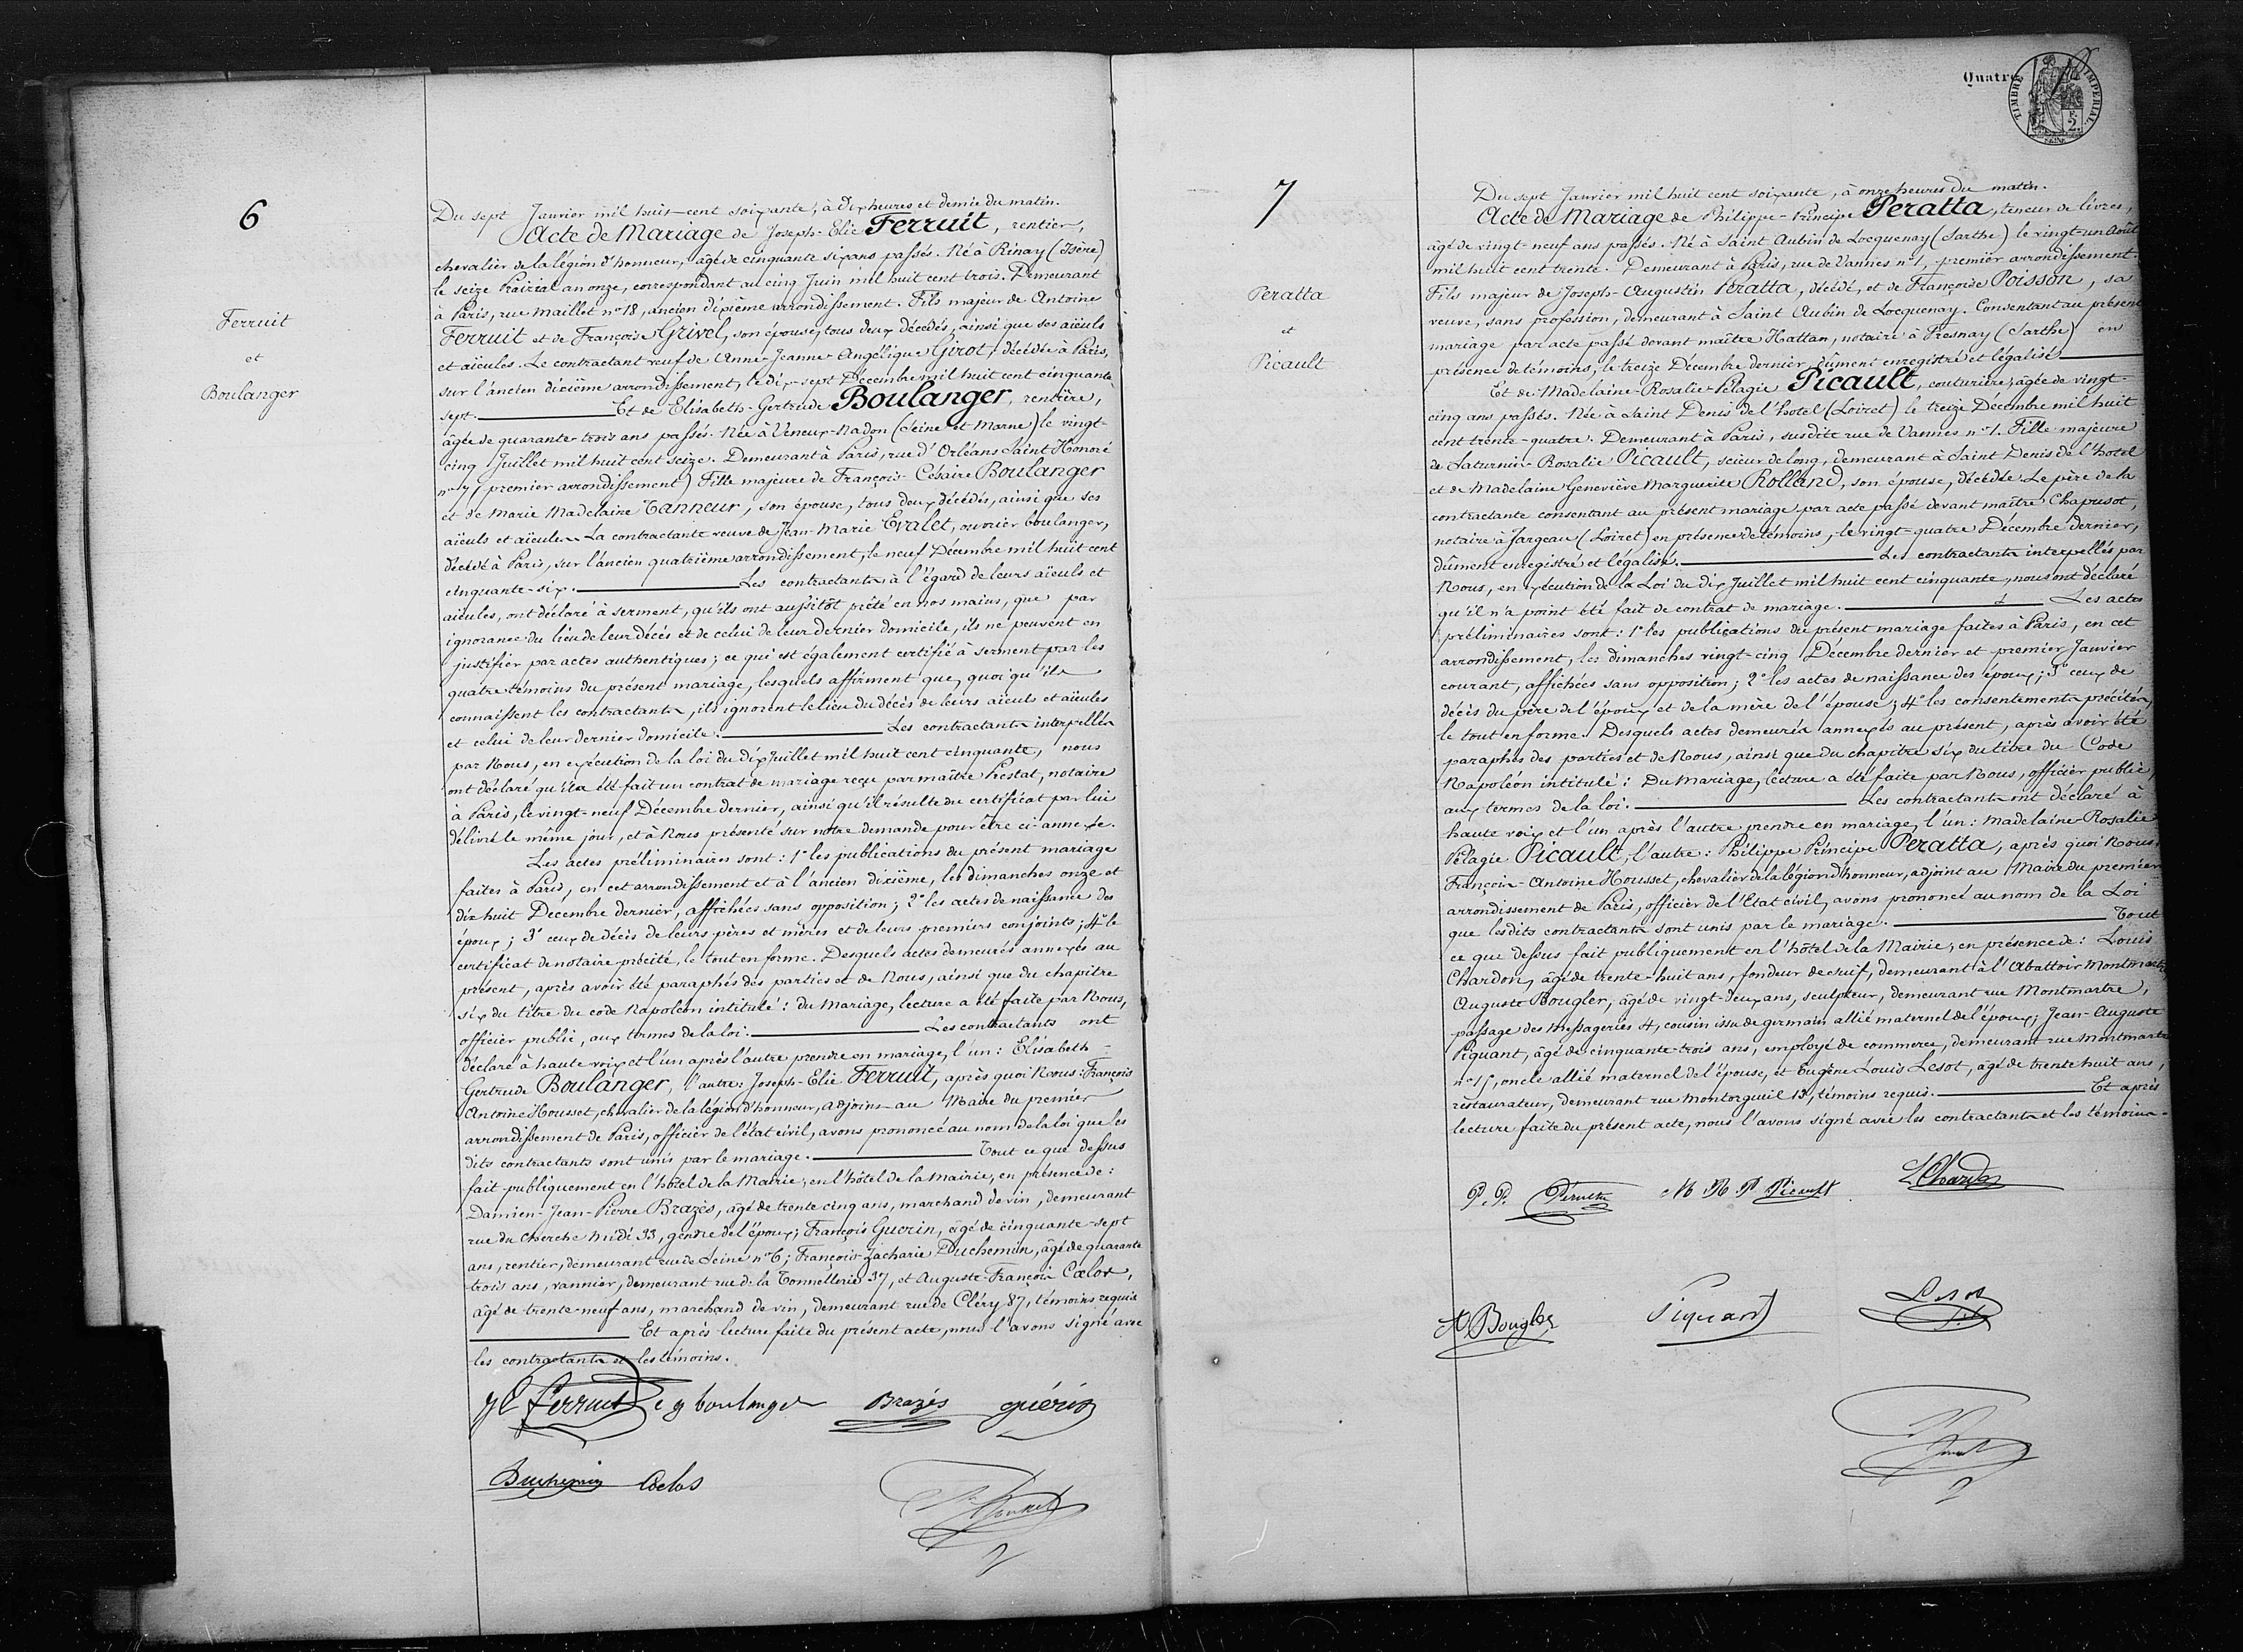 6
Ferruit
et
Boulanger
Du sept Janvier mil huit-cent soixante, à dix heures et demie du matin.
Acte de Mariage de Joseph-Elie Ferruit, rentier,
chevalier de la légion d'honneur, âgé de cinquante six ans passés. Né à Rénay (Isère)
le seize Prairial an onze, correspondant au cinq Juin mil huit cent trois. Demeurant
à Paris, rue Maillet n° 18, ancien dixième arrondissement. Fils majeur de Antoine
Ferruit et de Françoise Grivel, son épouse, tous deux décédés, ainsi que ses aïeuls
et aïeules. Le contractant veuf de Anne-Jeanne-Angélique Girot, décédée à Paris,
sur l'ancien dixième arrondissement, le dix-sept Décembre mil huit cent cinquante
sept. Et de Elisabeth-Gertrude Boulanger, rentière,
âgée de quarante-trois ans passés. Née à Veneux-Nadon (Seine et Marne) le vingt-
cinq Juillet mil huit cent seize. Demeurant à Paris, rue d'Orléans Saint Honoré
n° 17 (premier arrondissement) Fille majeure de François Césaire Boulanger
et de Marie Madelaine Tanneur, son épouse, tous deux décédés, ainsi que ses
aïeuls et aïeules. La contractante veuve de Jean-Marie Evalet, ouvrier boulanger,
décédé à Paris, sur l'ancien quatrième arrondissement, le neuf Décembre mil huit cent
cinquante-six. Les contractants à l'égard de leurs aïeuls et
aïeules, ont déclaré à serment, qu'ils ont aussitôt prêté en nos mains, que par
ignorance du lieu de leur décès et de celui de leur dernier domicile, ils ne peuvent en
justifier par actes authentiques; ce qui est également certifié à serment par les
quatre témoins du présent mariage, lesquels affirment que, quoi qu'ils
connaissent les contractants, ils ignorent le lieu du décès de leurs aïeuls et aïeules
et celui de leur dernier domicile. Les contractants interpellés
par Nous, en exécution de la loi du dix Juillet mil huit cent cinquante, nous
ont déclaré qu'il a été fait un contrat de mariage reçu par maître Prestat, notaire
à Paris, le vingt-neuf Décembre dernier, ainsi qu'il résulte du certificat par lui
délivré le même jour, et à Nous présenté sur notre demande pour être ci-annexé.
Les actes préliminaires sont: 1° les publications du présent mariage
faites à Paris, en cet arrondissement et à l'ancien dixième, les dimanches onze et
dix huit Décembre dernier, affichées sans opposition; 2° les actes de naissance des
époux; 3° ceux de décès de leurs pères et mères et de leurs premiers conjoints; 4° le
certificat de notaire précité, le tout en forme. Desquels actes demeurés annexés au
présent, après avoir été paraphés des parties et de Nous, ainsi que du chapitre
six du titre du code Napoléon intitulé: du Mariage, lecture a été faite par Nous,
officier public, aux termes de la loi. Les contractants ont
déclaré à haute voix et l'un après l'autre prendre en mariage, l'un: Elisabeth-
Gertrude Boulanger, l'autre: Joseph-Elie Ferruit, après quoi Nous: François
Antoine Housset, chevalier de la légion d'honneur, adjoint au Maire du premier
arrondissement de Paris, officier de l'état civil, avons prononcé au nom de la loi que les
dits contractants sont unis par le mariage. Tout ce que dessus
fait publiquement en l'hôtel de la Mairie, en l'hôtel de la mairie, en présence de:
Damien-Jean-Pierre Brazès, âgé de trente cinq ans, marchand de vin, demeurant
rue du cherche Midi 33, gendre de l'époux; François Guerin, âgé de cinquante-sept
ans, rentier, demeurant rue de Seine n° 6; François-Zacharie Duchemin, âgé de quarante
trois ans, vannier, demeurant rue de la Tonnellerie 37, et Auguste-François Calos,
âgé de trente-neuf ans, marchand de vin, demeurant rue de Cléry 87, témoins requis
Et après lecture faite du présent acte, nous l'avons signé avec
les contractants et les témoins.
JE Ferruit e g boulanger Brazès guérin
Duchemin Calos
Housset
Quatre
TIMBRE IMPERIAL
7
Peratta
et
Picault
Du sept Janvier mil huit cent soixante, à onze heures du matin.
Acte de Mariage de Philippe-Principe Peratta, teneur de livres,
âgé de vingt-neuf ans passés. Né à Saint Aubin de Locquenay (Sarthe) le vingt-un Août
mil huit cent trente. Demeurant à Paris, rue de Vannes n° 1, premier arrondissement.
Fils majeur de Joseph-Augustin Peratta, décédé, et de Françoise Poisson, sa
veuve, sans profession, demeurant à Saint Aubin de Locquenay. Consentant au présent
mariage par acte passé devant maître Hattan, notaire à Fresnay (Sarthe) en
présence de témoins, le treize Décembre dernier dûment enregistré et légalisé
Et de Madelaine-Rosalie-Pélagie Picault, couturière, âgée de vingt-
cinq ans passés. Née à Saint Denis de l'hotel (Loiret) le treize Décembre mil huit
cent trente-quatre. Demeurant à Paris, susdite rue de Vannes n° 1. Fille majeure
de Saturnin-Rosalie Picault, scieur de long, demeurant à Saint Denis de l'hotel
et de Madelaine Geneviève Marguerite Rolland, son épouse, décédée. Le père de la
contractante consentant au présent mariage par acte passé devant maître Chapusot,
notaire à Jargeau (Loiret) en présence de témoins, le vingt-quatre Décembre dernier,
dûment enregistré et légalisé. Les contractants interpellés par
Nous, en exécution de la Loi du dix Juillet mil huit cent cinquante, nous ont déclaré
qu'il n'a point été fait de contrat de mariage. Les actes
préliminaires sont: 1° les publications du présent mariage faites à Paris, en cet
arrondissement, les dimanches vingt-cinq Décembre dernier et premier Janvier
courant, affichées sans opposition; 2° les actes de naissance des époux; 3° ceux de
décès du père de l'époux et de la mère de l'épouse; 4° les consentements précités,
le tout en forme. Desquels actes demeurés annexés au présent, après avoir été
paraphés des parties et de Nous, ainsi que du chapitre six du titre du Code
Napoléon intitulé: Du Mariage, lecture a été faite par Nous, officier public,
aux termes de la loi. Les contractants ont déclaré à
haute voix et l'un après l'autre prendre en mariage, l'un: Madelaine-Rosalie
Pélagie Picault, l'autre: Philippe Principe Peratta, après quoi Nous,
François-Antoine Housset, chevalier de la légion d'honneur, adjoint au Maire du premier
arrondissement de Paris, officier de l'Etat civil, avons prononcé au nom de la Loi
que lesdits contractants sont unis par le mariage. Tout
ce que dessus fait publiquement en l'hôtel de la Mairie, en présence de: Louis
Chardon, âgé de trente-huit ans, fondeur de suif, demeurant à l'Abattoir Montmartre
Auguste Bougler, âgé de vingt-deux ans, sculpteur, demeurant rue Montmartre,
passage des Messageries 4, cousin issu de germain allié maternel de l'époux; Jean-Auguste
Piquant, âgé de cinquante-trois ans, employé de commerce, demeurant rue Montmartre
n° 15, oncle allié maternel de l'épouse, et Eugène Louis Lesot, âgé de trente huit ans,
restaurateur, demeurant rue Montorgueil 13, témoins requis. Et après
lecture faite du présent acte, nous l'avons signé avec les contractants et les témoins.
P. P. M. R. P. Picault L Chardon
A. Bougler Piquant Lesot